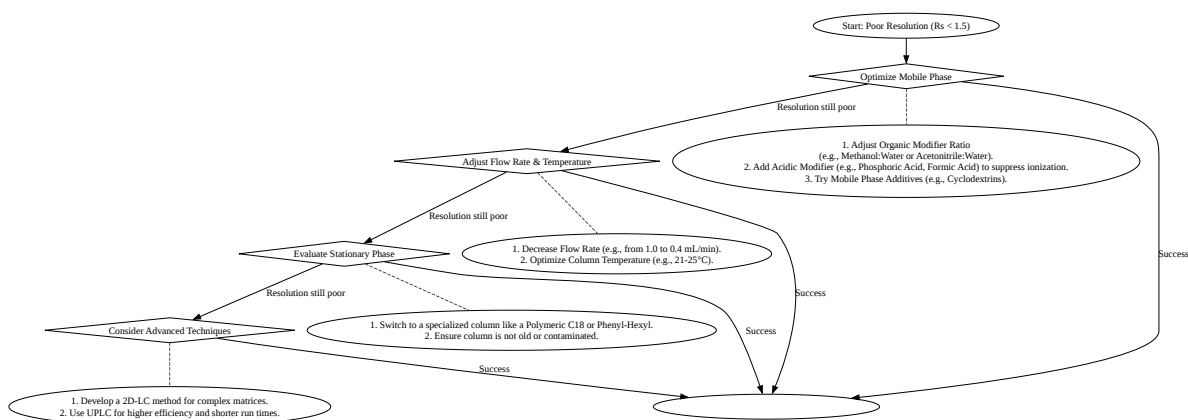 Start: Poor Resolution (Rs < 1.5)
Optimize Mobile Phase
Resolution still poor
1. Adjust Organic Modifier Ratio
(e.g., Methanol:Water or Acetonitrile:Water).
2. Add Acidic Modifier (e.g., Phosphoric Acid, Formic Acid) to suppress ionization.
3. Try Mobile Phase Additives (e.g., Cyclodextrins).
Adjust Flow Rate & Temperature
Resolution still poor
1. Decrease Flow Rate (e.g., from 1.0 to 0.4 mL/min).
2. Optimize Column Temperature (e.g., 21-25°C).
Success
Evaluate Stationary Phase
Resolution still poor
Success
1. Switch to a specialized column like a Polymeric C18 or Phenyl-Hexyl.
2. Ensure column is not old or contaminated.
Success
Consider Advanced Techniques
Success
1. Develop a 2D-LC method for complex matrices.
2. Use UPLC for higher efficiency and shorter run times.